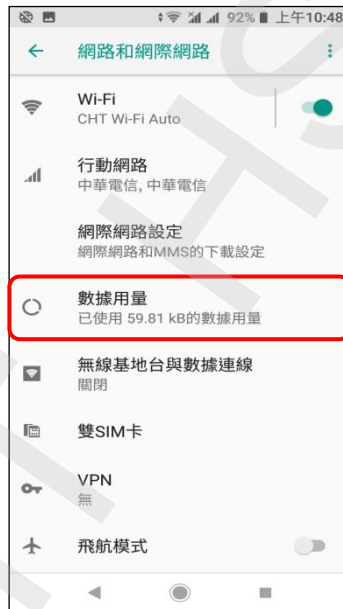 92% 上午10:48
網路和網際網路
Wi-Fi
CHT Wi-Fi Auto
行動網路
中華電信, 中華電信
網際網路設定
網際網路和MMS的下載設定
數據用量
已使用 59.81 kB的數據用量
無線基地台與數據連線
關閉
雙SIM卡
VPN
無
飛航模式